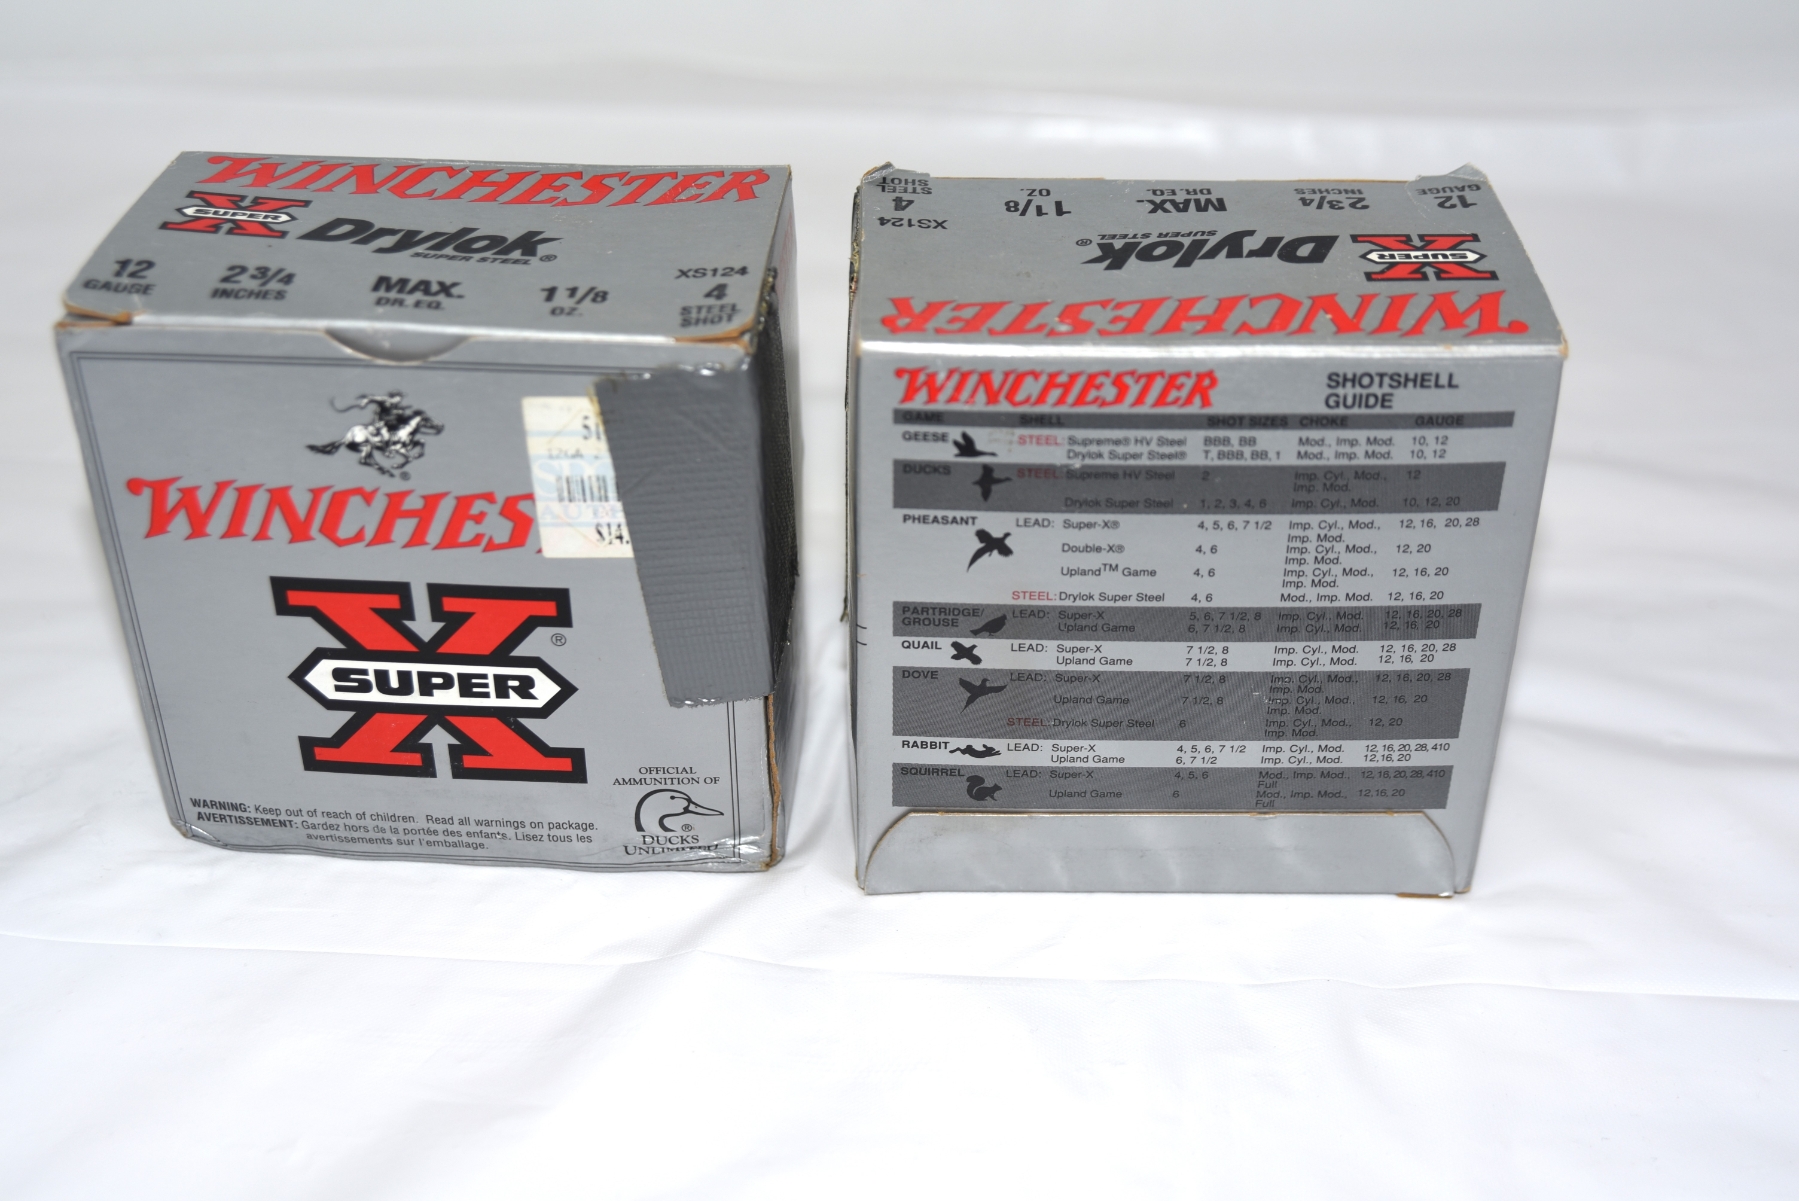 WINCHESTER
SUPER X Drylok®
SUPER STEEL
12 GAUGE 2 3/4 INCHES MAX. DR. EQ. 1 1/8 OZ. XS124 4 STEEL SHOT
WINCHES
$14.
X SUPER ®
OFFICIAL
AMMUNITION OF
®
DUCKS
UNLIMITED
WARNING: Keep out of reach of children. Read all warnings on package.
AVERTISSEMENT: Gardez hors de la portée des enfants. Lisez tous les
avertissements sur l'emballage.
12 GAUGE 2 3/4 INCHES MAX. DR. EQ. 1 1/8 OZ. XS124 4 STEEL SHOT
SUPER X Drylok®
SUPER STEEL
WINCHESTER
WINCHESTER SHOTSHELL
GUIDE
GAME SHELL SHOT SIZES CHOKE GAUGE
GEESE STEEL: Supreme® HV Steel BBB, BB Mod., Imp. Mod. 10, 12
Drylok Super Steel® T, BBB, BB, 1 Mod., Imp. Mod. 10, 12
DUCKS STEEL: Supreme HV Steel 2 Imp. Cyl., Mod., 12
Imp. Mod.
Drylok Super Steel 1, 2, 3, 4, 6 Imp. Cyl., Mod. 10, 12, 20
PHEASANT LEAD: Super-X® 4, 5, 6, 7 1/2 Imp. Cyl., Mod., 12, 16, 20, 28
Imp. Mod.
Double-X® 4, 6 Imp. Cyl., Mod., 12, 20
Imp. Mod.
Upland™ Game 4, 6 Imp. Cyl., Mod., 12, 16, 20
Imp. Mod.
STEEL: Drylok Super Steel 4, 6 Mod., Imp. Mod. 12, 16, 20
PARTRIDGE/ LEAD: Super-X 5, 6, 7 1/2, 8 Imp. Cyl., Mod. 12, 16, 20, 28
GROUSE Upland Game 6, 7 1/2, 8 Imp. Cyl., Mod. 12, 16, 20
QUAIL LEAD: Super-X 7 1/2, 8 Imp. Cyl., Mod. 12, 16, 20, 28
Upland Game 7 1/2, 8 Imp. Cyl., Mod. 12, 16, 20
DOVE LEAD: Super-X 7 1/2, 8 Imp. Cyl., Mod., 12, 16, 20, 28
Imp. Mod.
Upland Game 7 1/2, 8 Imp. Cyl., Mod., 12, 16, 20
Imp. Mod.
STEEL: Drylok Super Steel 6 Imp. Cyl., Mod., 12, 20
Imp. Mod.
RABBIT LEAD: Super-X 4, 5, 6, 7 1/2 Imp. Cyl., Mod. 12, 16, 20, 28, 410
Upland Game 6, 7 1/2 Imp. Cyl., Mod. 12, 16, 20
SQUIRREL LEAD: Super-X 4, 5, 6 Mod., Imp. Mod., 12, 16, 20, 28, 410
Full
Upland Game 6 Mod., Imp. Mod., 12, 16, 20
Full